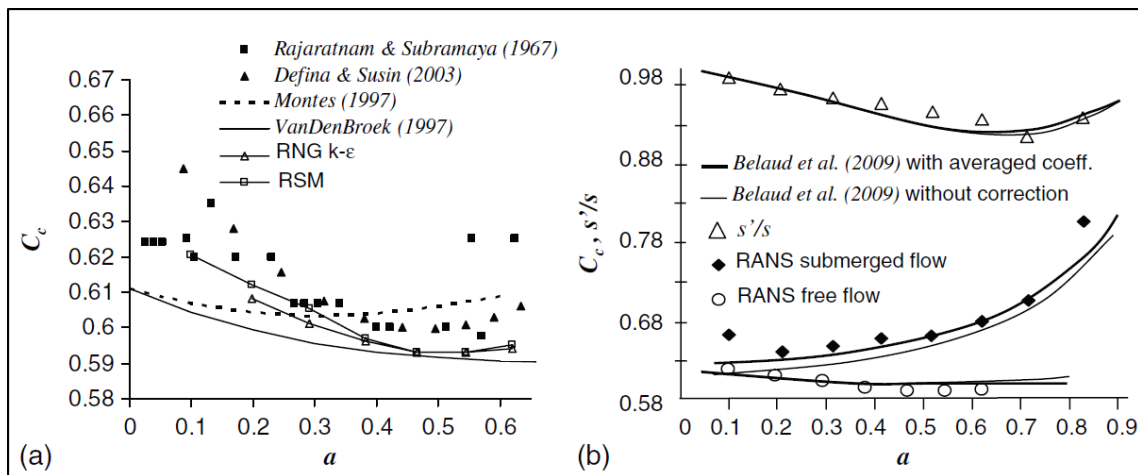 Rajaratnam & Subramaya (1967)
Defina & Susin (2003)
Montes (1997)
VanDenBroek (1997)
RNG k-ε
RSM
0.67
0.66
0.65
0.64
0.63
0.62
0.61
0.6
0.59
0.58
C_c
0 0.1 0.2 0.3 0.4 0.5 0.6
a
(a)
0.98
0.88
0.78
0.68
0.58
C_c, s'/s
Belaud et al. (2009) with averaged coeff.
Belaud et al. (2009) without correction
s'/s
RANS submerged flow
RANS free flow
0 0.1 0.2 0.3 0.4 0.5 0.6 0.7 0.8 0.9
a
(b)